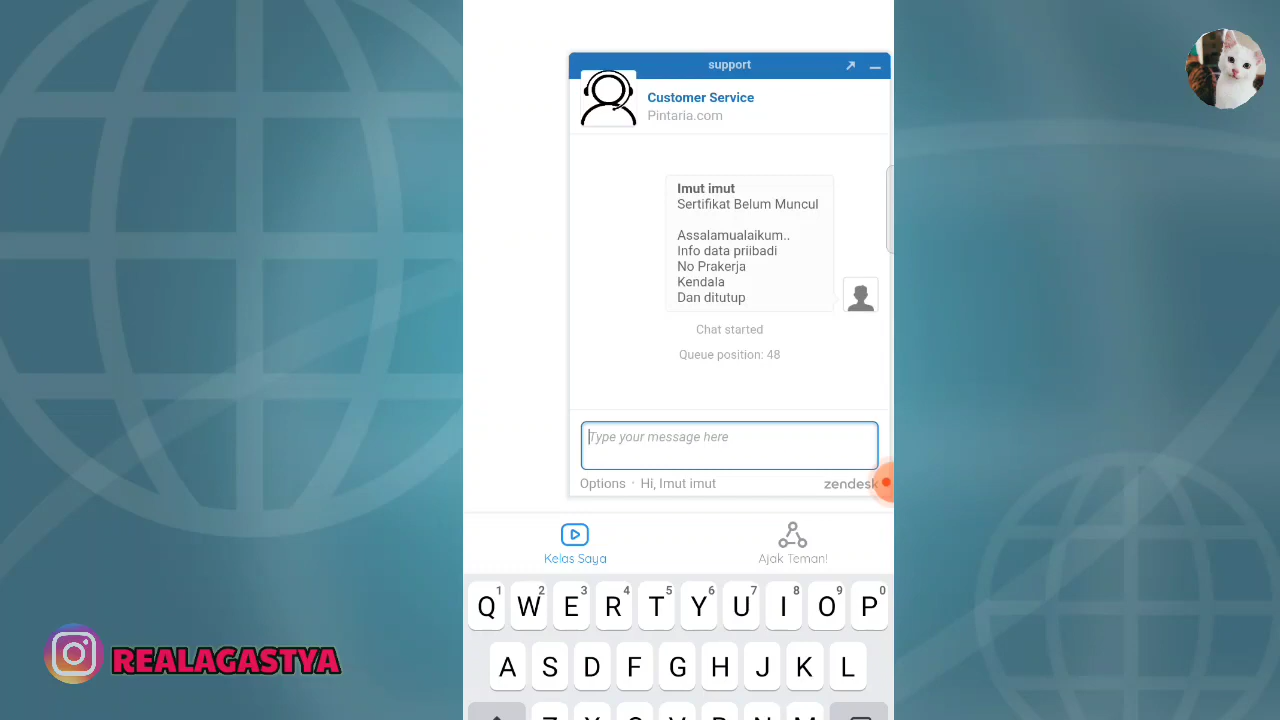 support
Customer Service
Pintaria.com
Imut imut
Sertifikat Belum Muncul
Assalamualaikum..
Info data priibadi
No Prakerja
Kendala
Dan ditutup
Chat started
Queue position: 48
Type your message here
Options · Hi, Imut imut
zendesk
Kelas Saya
Ajak Teman!
1 2 3 4 5 6 7 8 9 0
Q W E R T Y U I O P
A S D F G H J K L
REALAGASTYA